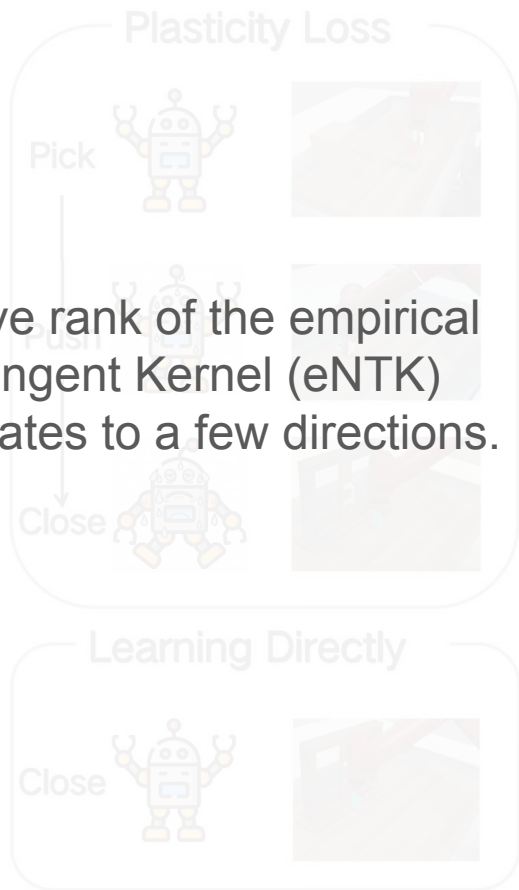 Plasticity Loss
Pick
ve rank of the empirical
Push
ngent Kernel (eNTK)
ates to a few directions.
Close
Learning Directly
Close